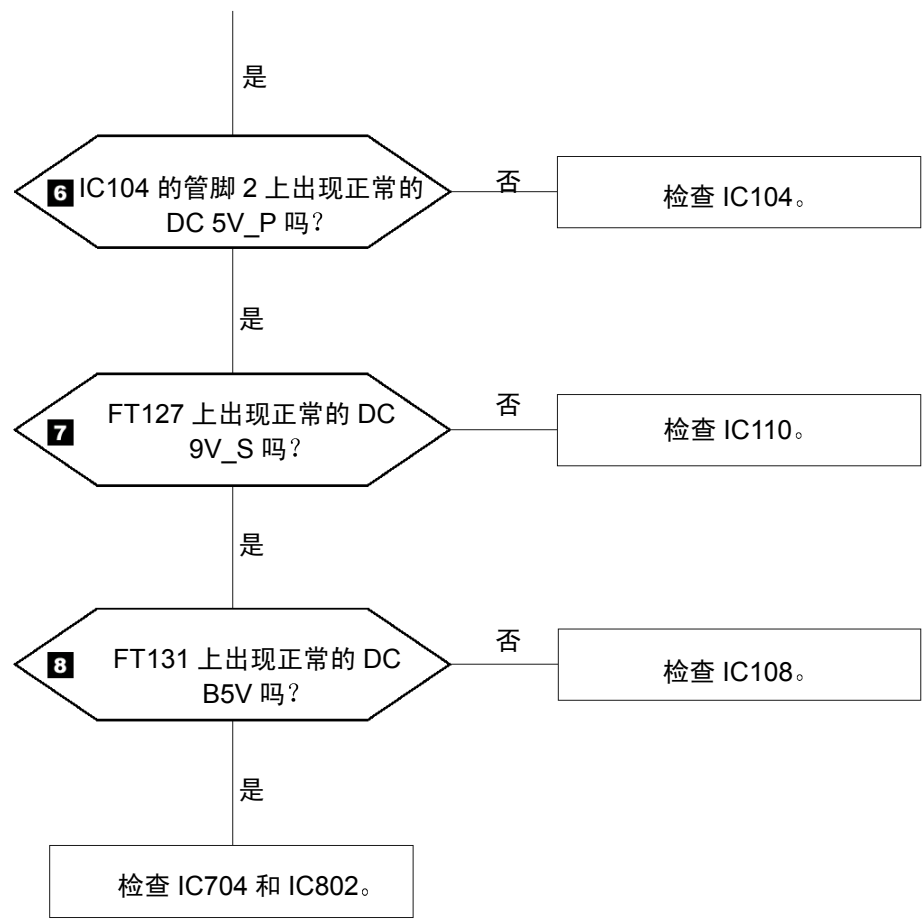 是
6 IC104 的管脚 2 上出现正常的
DC 5V_P 吗?
否
检查 IC104。
是
7 FT127 上出现正常的 DC
9V_S 吗?
否
检查 IC110。
是
8 FT131 上出现正常的 DC
B5V 吗?
否
检查 IC108。
是
检查 IC704 和 IC802。